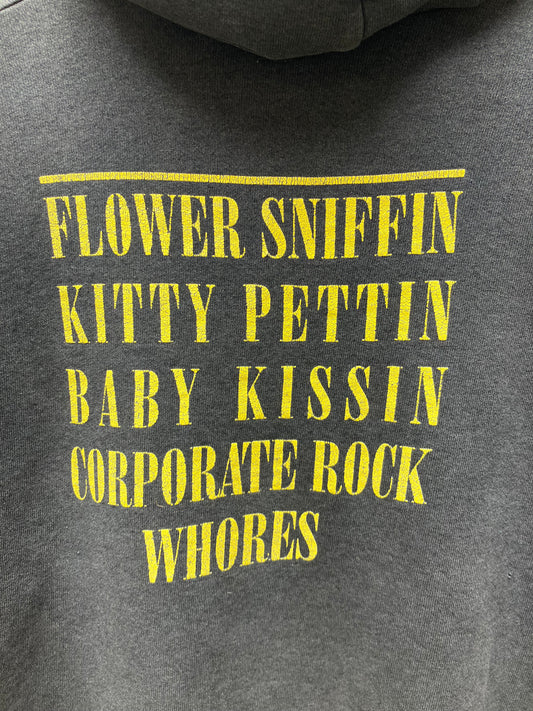 FLOWER SNIFFIN
KITTY PETTIN
BABY KISSIN
CORPORATE ROCK
WHORES